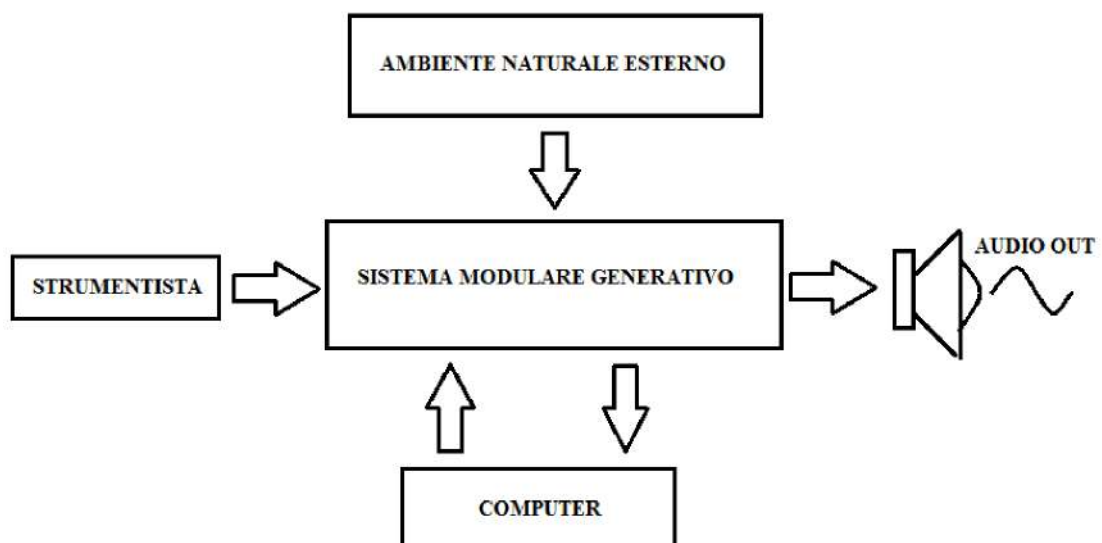 AMBIENTE NATURALE ESTERNO
AUDIO OUT
STRUMENTISTA
SISTEMA MODULARE GENERATIVO
COMPUTER